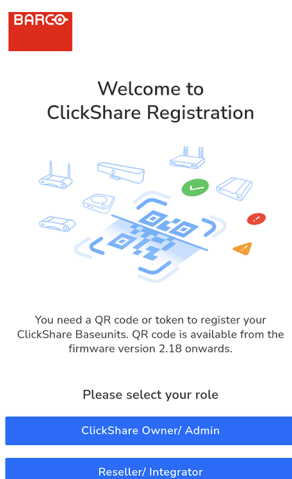 BARCO
Welcome to
ClickShare Registration
You need a QR code or token to register your
ClickShare Baseunits. QR code is available from the
firmware version 2.18 onwards.
Please select your role
ClickShare Owner/ Admin
Reseller/ Integrator